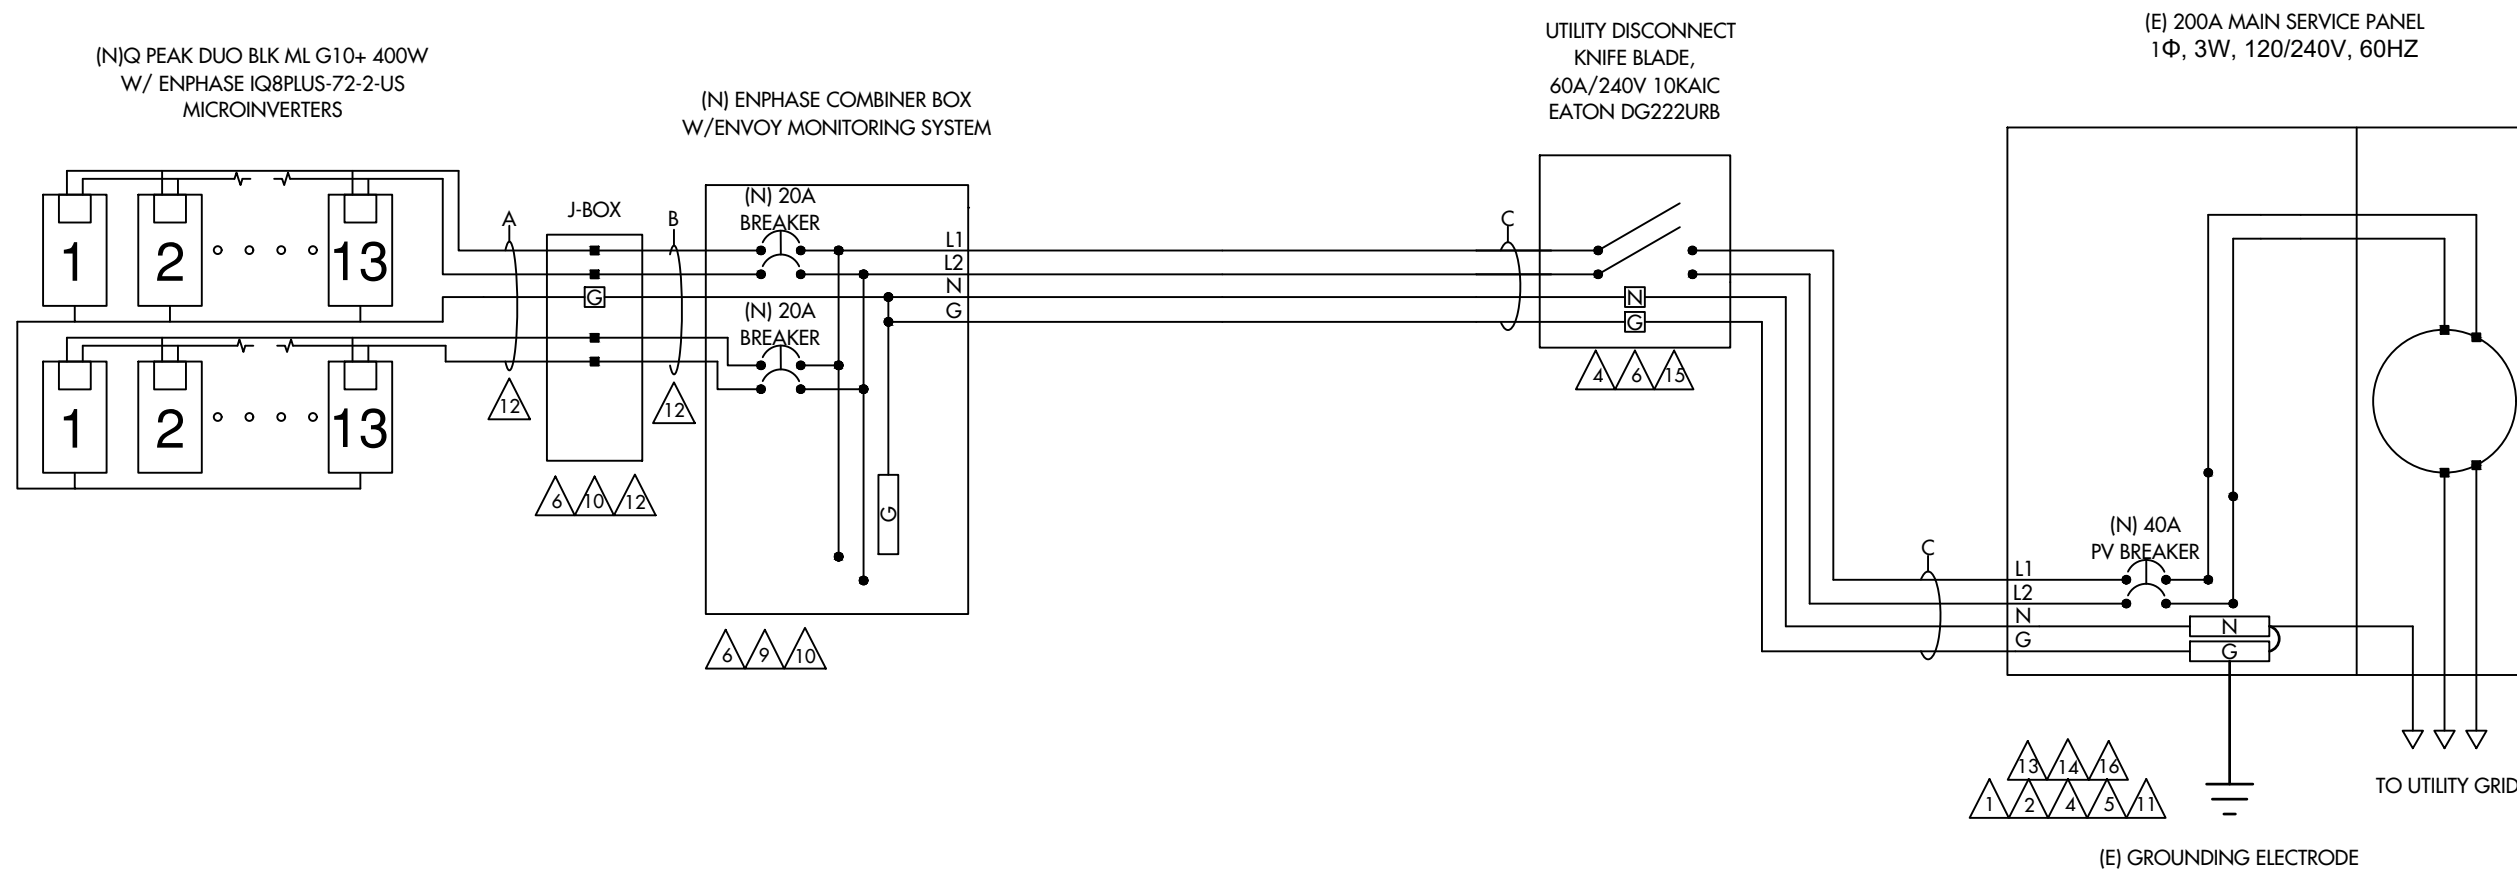 (E) 200A MAIN SERVICE PANEL
1Φ, 3W, 120/240V, 60HZ
UTILITY DISCONNECT
KNIFE BLADE,
60A/240V 10KAIC
EATON DG222URB
(N)Q PEAK DUO BLK ML G10+ 400W
W/ ENPHASE IQ8PLUS-72-2-US
MICROINVERTERS
(N) ENPHASE COMBINER BOX
W/ENVOY MONITORING SYSTEM
1 2 13
1 2 13
A
J-BOX
B
G
12
12
6 10 12
(N) 20A
BREAKER
(N) 20A
BREAKER
L1
L2
N
G
G
6 9 10
C
N
G
4 6 15
C
(N) 40A
PV BREAKER
L1
L2
N
G
N
G
13 14 16
1 2 4 5 11
TO UTILITY GRID
(E) GROUNDING ELECTRODE